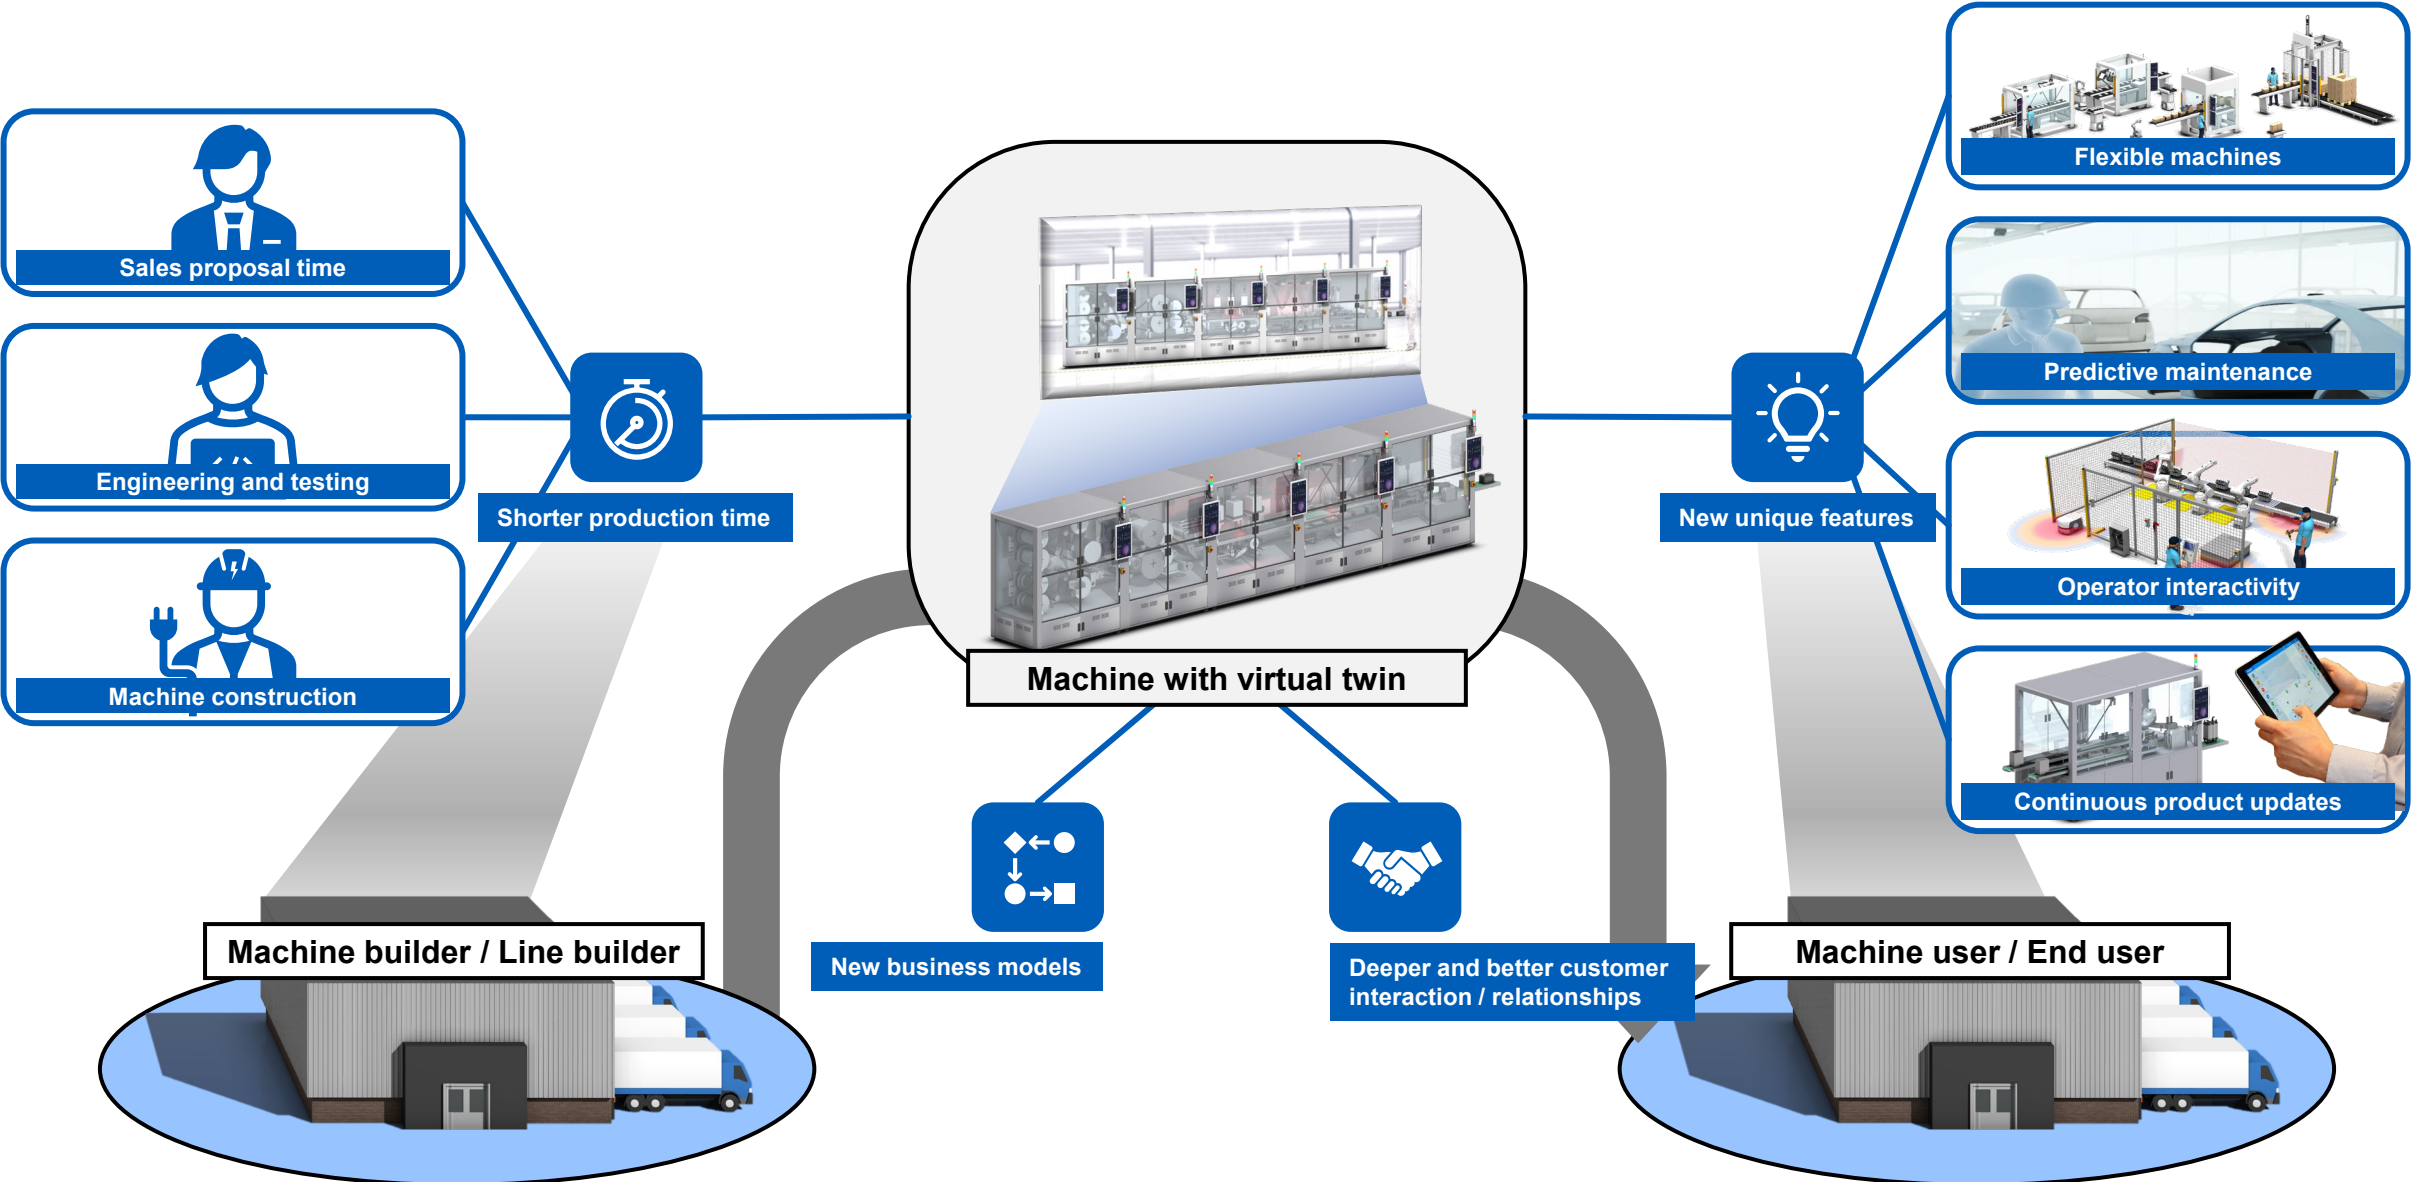 Flexible machines
Sales proposal time
Predictive maintenance
Engineering and testing
Shorter production time
New unique features
Operator interactivity
Machine with virtual twin
Machine construction
Continuous product updates
Machine builder / Line builder
New business models
Deeper and better customer
interaction / relationships
Machine user / End user